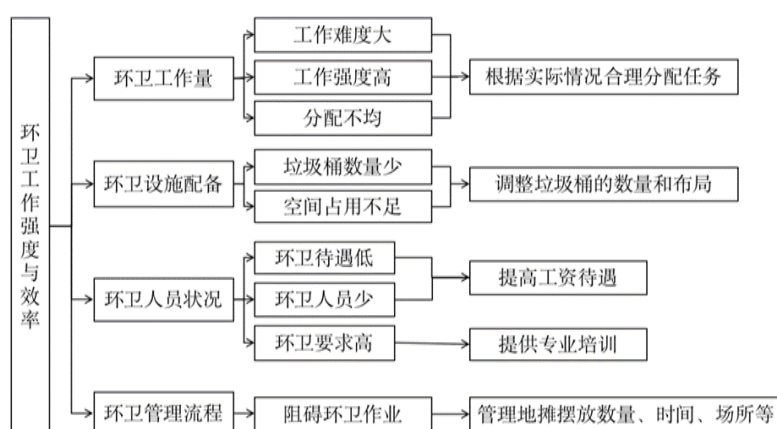 环卫工作强度与效率
环卫工作量
工作难度大
工作强度高
分配不均
根据实际情况合理分配任务
环卫设施配备
垃圾桶数量少
空间占用不足
调整垃圾桶的数量和布局
环卫人员状况
环卫待遇低
环卫人员少
环卫要求高
提高工资待遇
提供专业培训
环卫管理流程
阻碍环卫作业
管理地摊摆放数量、时间、场所等